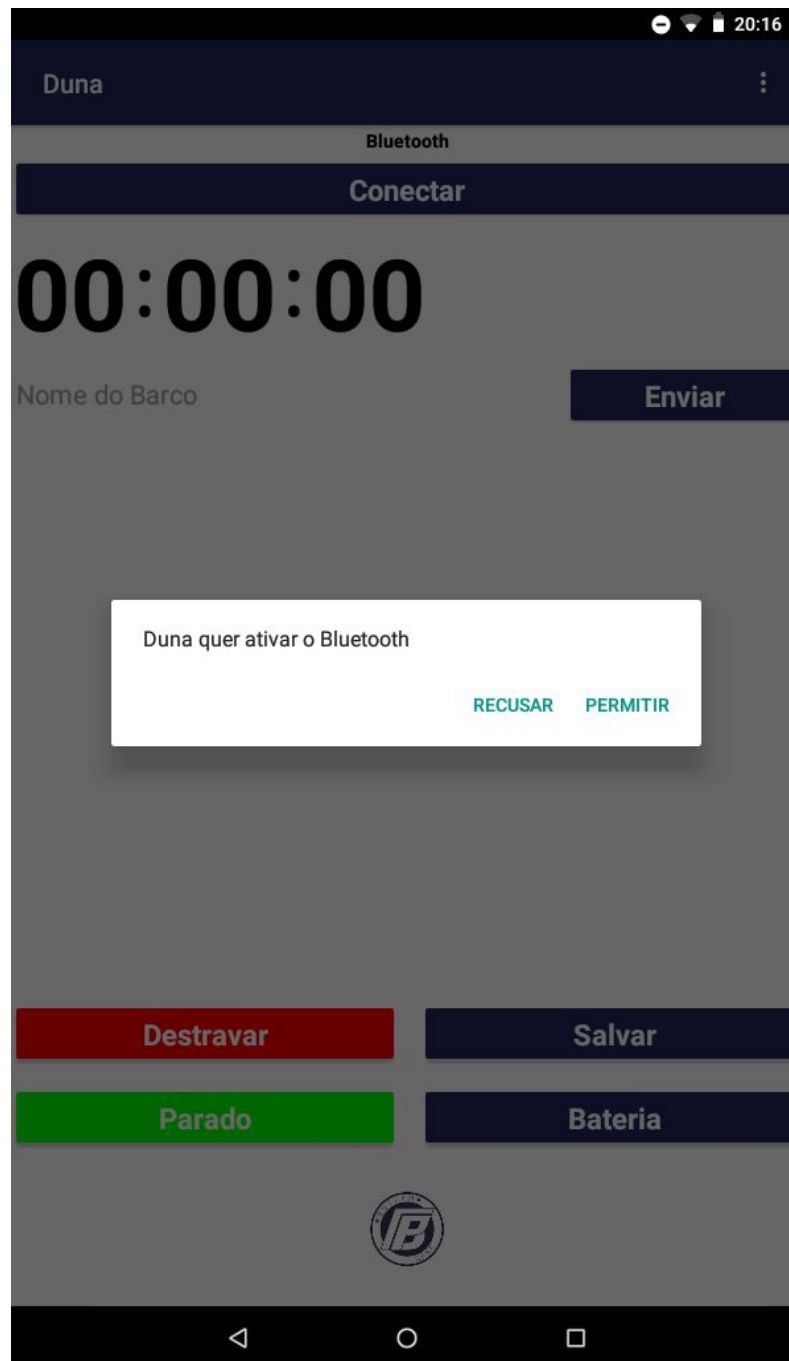 20:16
Duna
Bluetooth
Conectar
00:00:00
Nome do Barco
Enviar
Duna quer ativar o Bluetooth
RECUSAR PERMITIR
Destravar Salvar
Parado Bateria